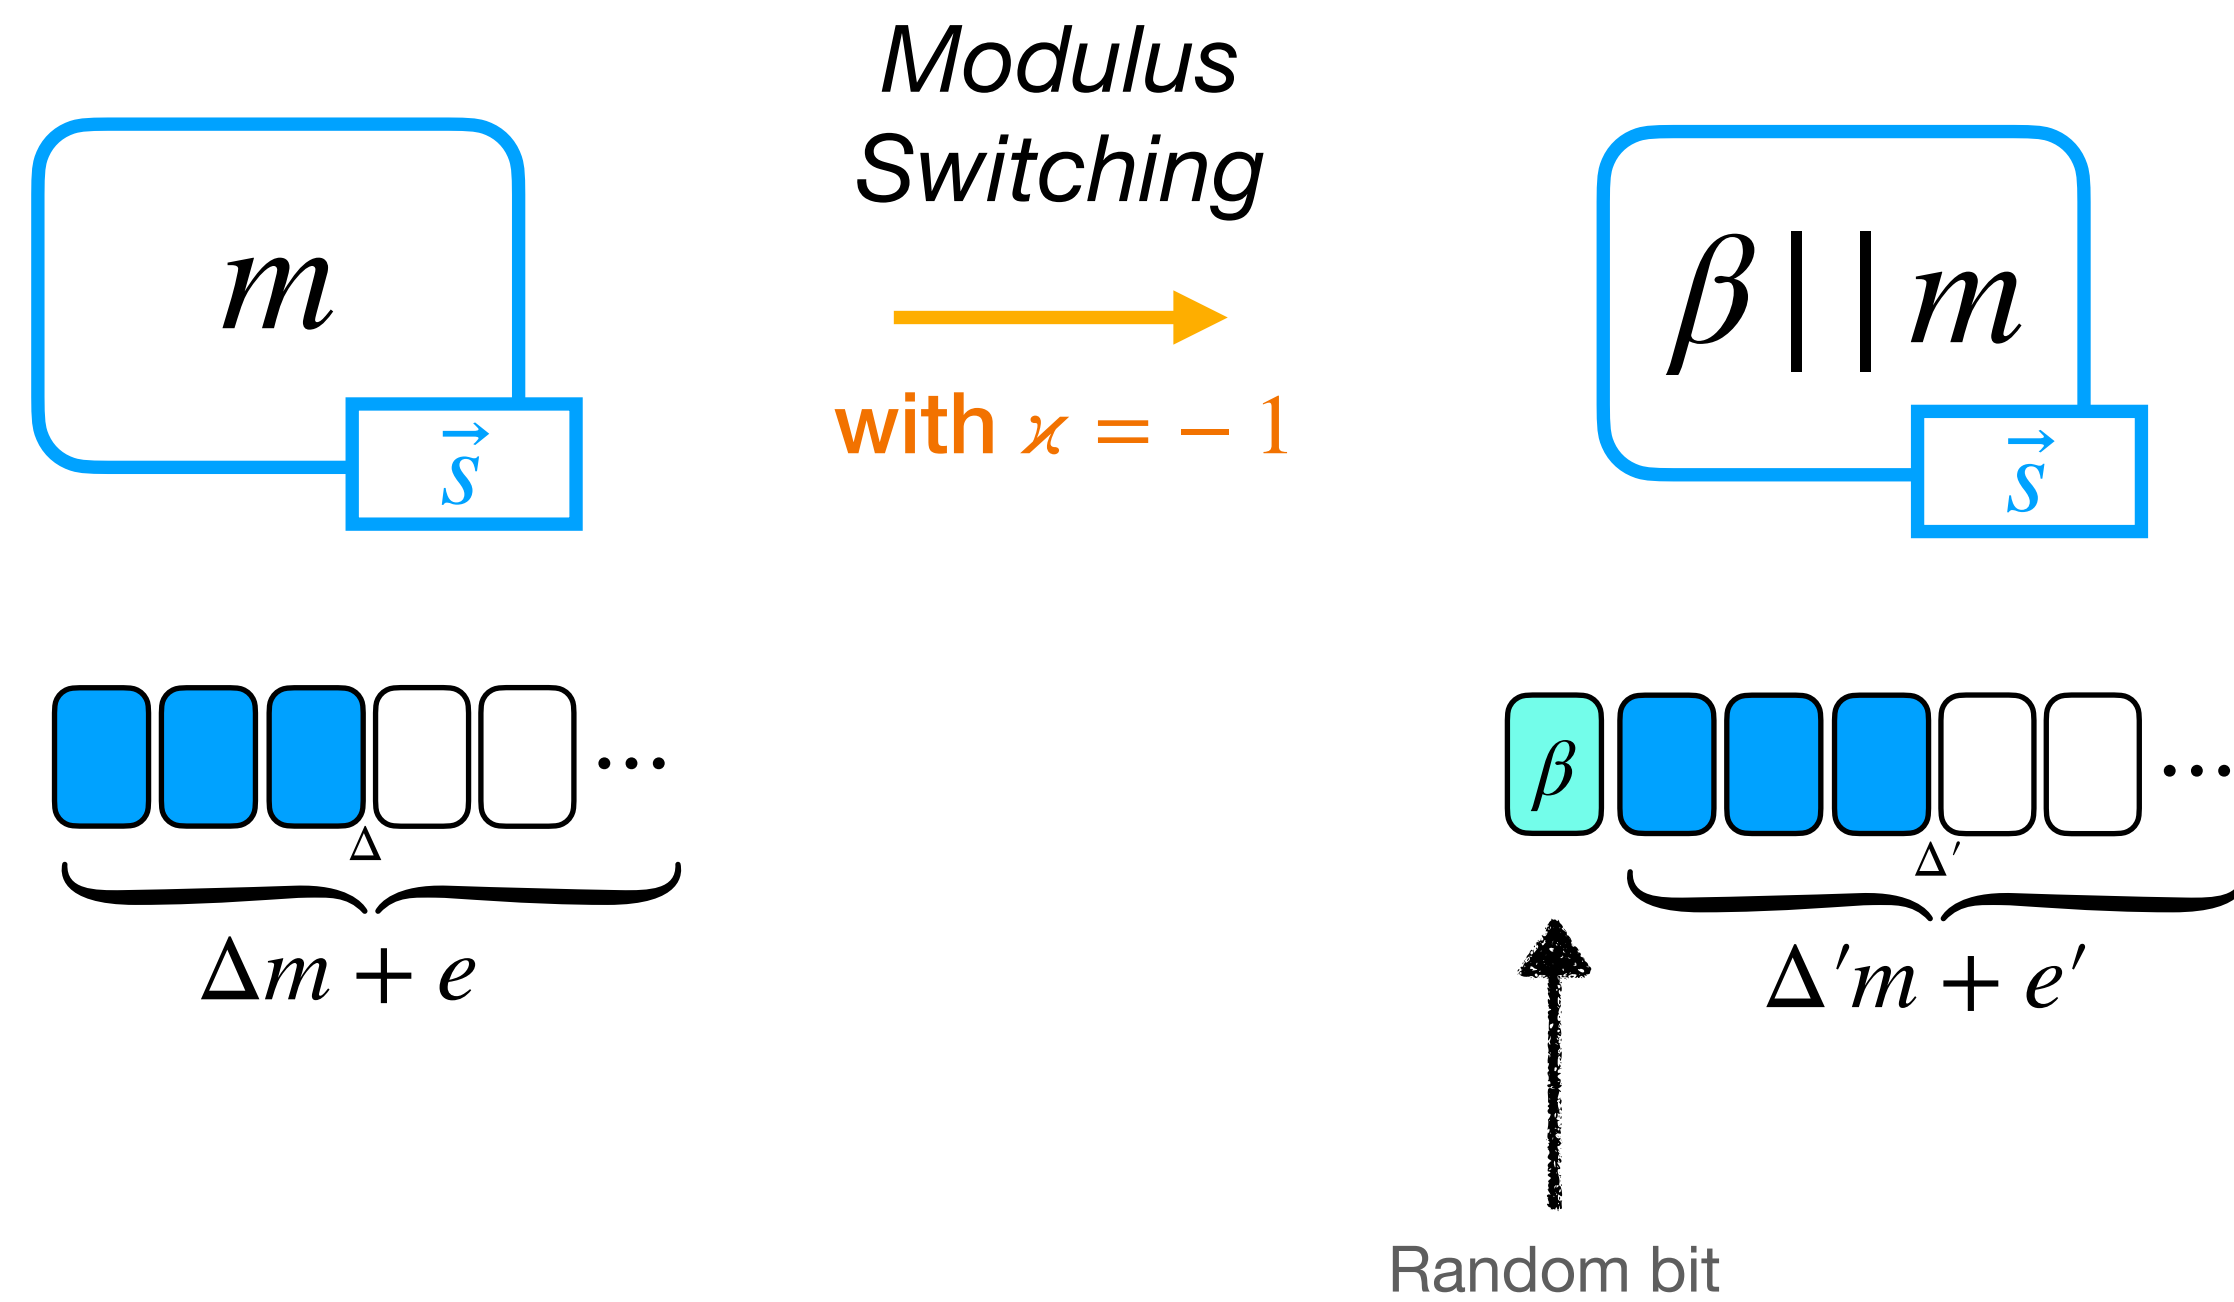 Modulus
Switching
m
β||m
with ϰ = − 1
s⃗
s⃗
β
...
...
Δ
Δ′
Δm + e
Δ′m + e′
Random bit